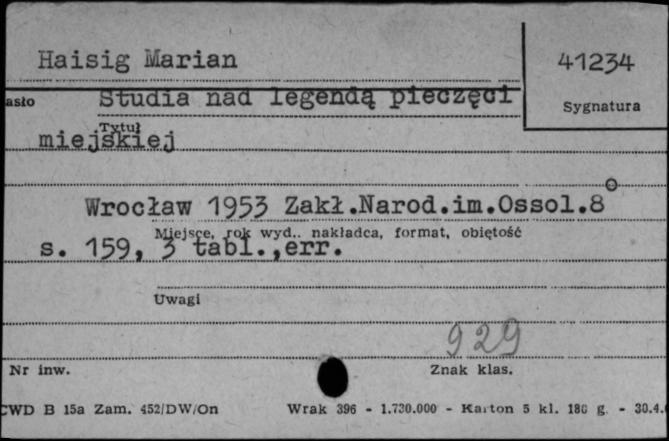 Haisig Marian
41234
asło Studia nad legendą pieczęci
Sygnatura
Tytuł
miejskiej
Wrocław 1953 Zakł.Narod.im.Ossol.8°
Miejsce, rok wyd.. nakładca, format, objętość
s. 159, 3 tabl.,err.
Uwagi
929
Nr inw.
Znak klas.
CWD B 15a Zam. 452/DW/On Wrak 396 - 1.730.000 - Karton 5 kl. 180 g. - 30.4.